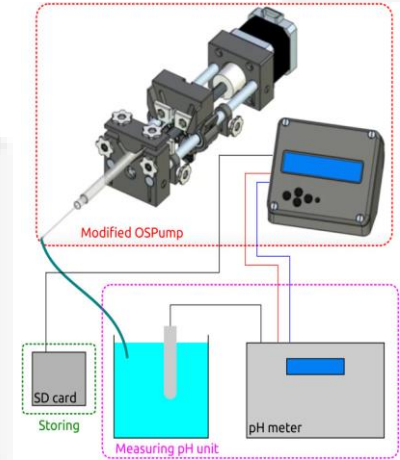 Modified OSPump
SD card
Storing
pH meter
Measuring pH unit